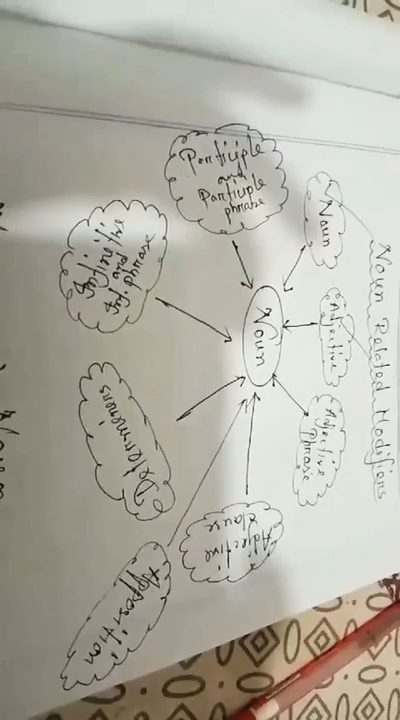 Noun Related Modifiers
Noun
Adjective
Adjective
phrase
Adjective
clause
Apposition
Determiners
Infinitive
and
Inf. phrase
Participle
and
Participle
phrase
Noun